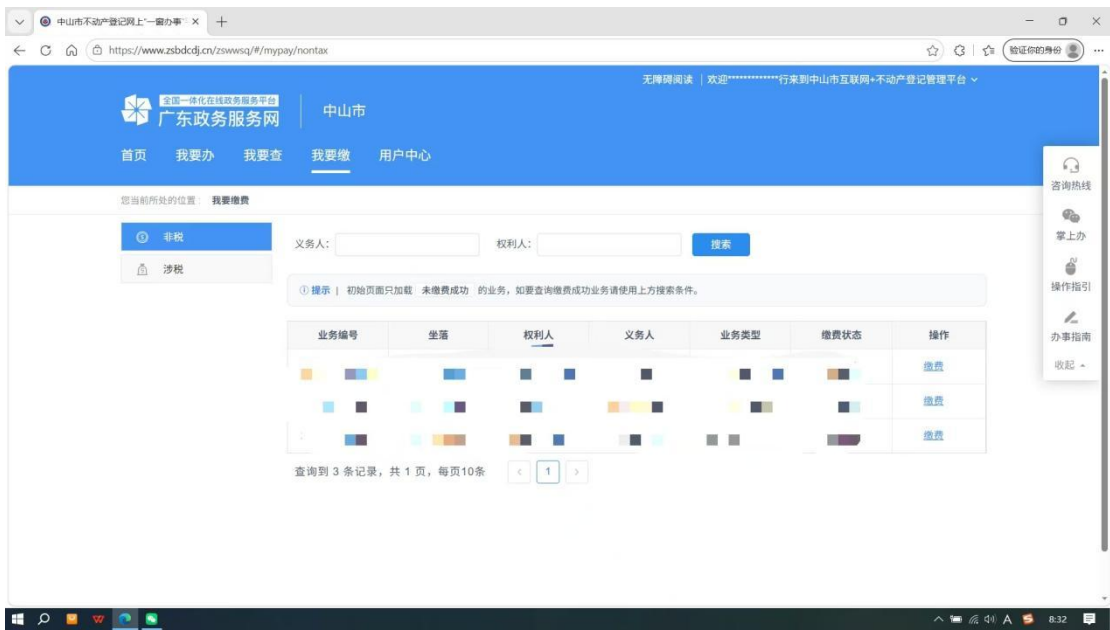 中山市不动产登记网上"一窗办事"
https://www.zsbdcdj.cn/zswwsq/#/mypay/nontax
验证你的身份
无障碍阅读 | 欢迎*************行来到中山市互联网+不动产登记管理平台
全国一体化在线政务服务平台
广东政务服务网
中山市
首页 我要办 我要查 我要缴 用户中心
您当前所处的位置: 我要缴费
非税
涉税
义务人: 权利人: 搜索
提示 | 初始页面只加载 未缴费成功 的业务，如要查询缴费成功业务请使用上方搜索条件。
业务编号 坐落 权利人 义务人 业务类型 缴费状态 操作
缴费
缴费
缴费
查询到 3 条记录，共 1 页，每页10条 < 1 >
咨询热线
掌上办
操作指引
办事指南
收起
A 8:32